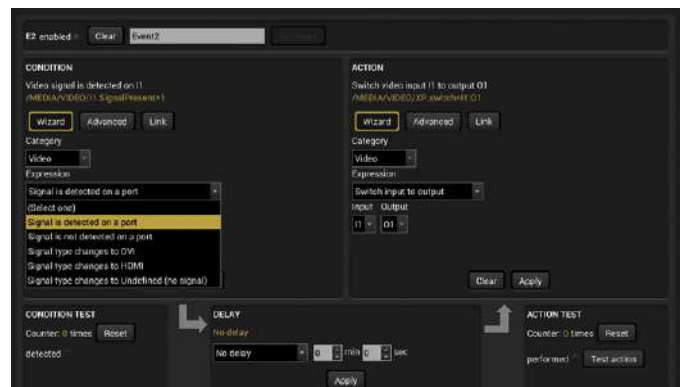 E2 enabled Clear Event2
CONDITION
Video signal is detected on I1
/MEDIA/VIDEO/I1.SignalPresent=1
Wizard Advanced Link
Category
Video
Expression
Signal is detected on a port
(Select one)
Signal is detected on a port
Signal is not detected on a port
Signal type changes to DVI
Signal type changes to HDMI
Signal type changes to Undefined (no signal)
ACTION
Switch video input I1 to output O1
/MEDIA/VIDEO/XP.switch=I1:O1
Wizard Advanced Link
Category
Video
Expression
Switch input to output
Input Output
I1 O1
Clear Apply
CONDITION TEST
Counter: 0 times Reset
detected
DELAY
No delay
No delay 0 min 0 sec
Apply
ACTION TEST
Counter: 0 times Reset
performed Test action